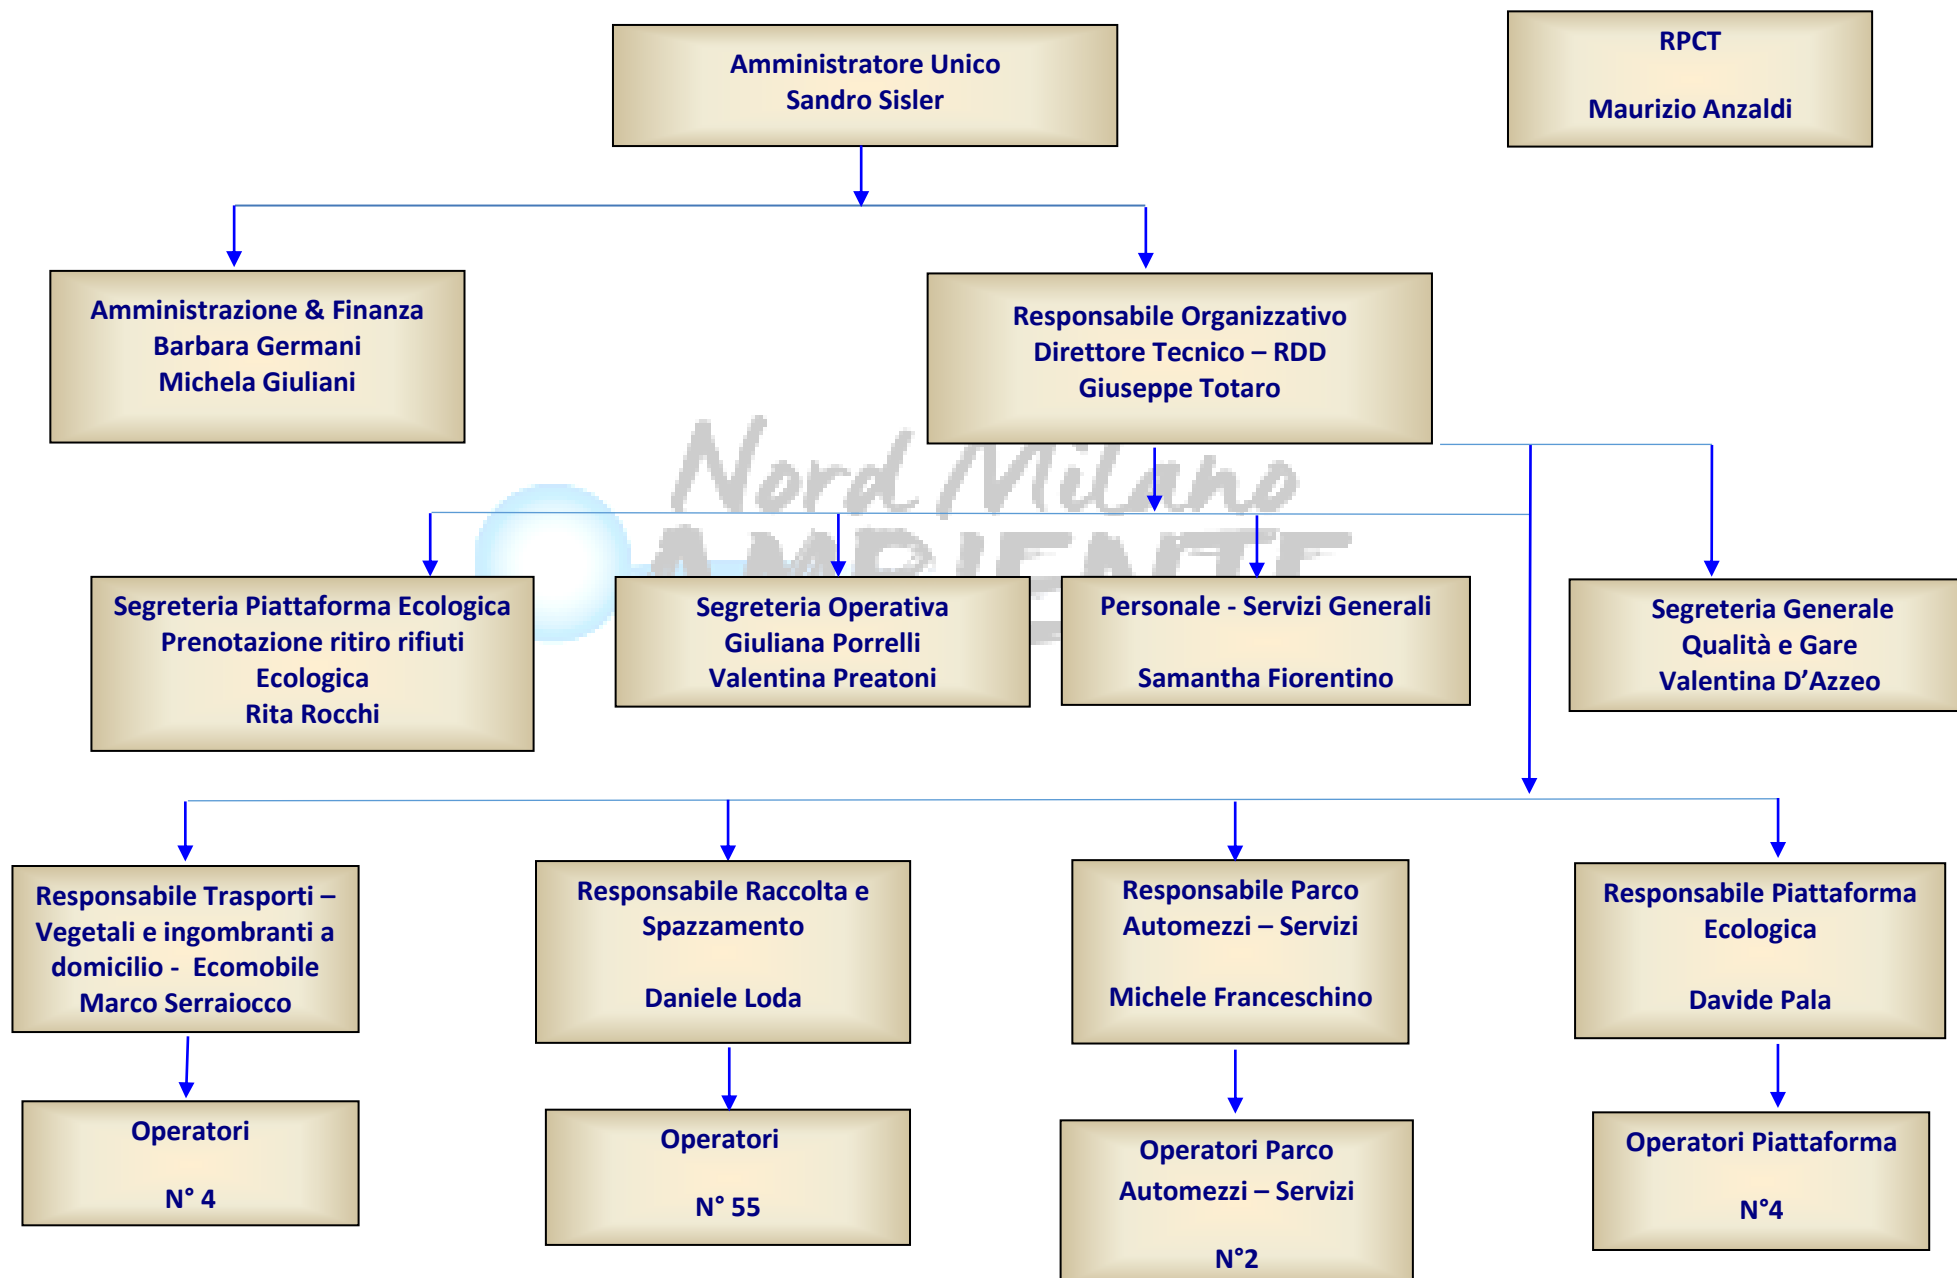 Amministratore Unico
Sandro Sisler
RPCT
Maurizio Anzaldi
Amministrazione & Finanza
Barbara Germani
Michela Giuliani
Responsabile Organizzativo
Direttore Tecnico – RDD
Giuseppe Totaro
Nord Milano
AMBIENTE
Segreteria Piattaforma Ecologica
Prenotazione ritiro rifiuti
Ecologica
Rita Rocchi
Segreteria Operativa
Giuliana Porrelli
Valentina Preatoni
Personale - Servizi Generali
Samantha Fiorentino
Segreteria Generale
Qualità e Gare
Valentina D’Azzeo
Responsabile Trasporti –
Vegetali e ingombranti a
domicilio - Ecomobile
Marco Serraiocco
Responsabile Raccolta e
Spazzamento
Daniele Loda
Responsabile Parco
Automezzi – Servizi
Michele Franceschino
Responsabile Piattaforma
Ecologica
Davide Pala
Operatori
N° 4
Operatori
N° 55
Operatori Parco
Automezzi – Servizi
N°2
Operatori Piattaforma
N°4